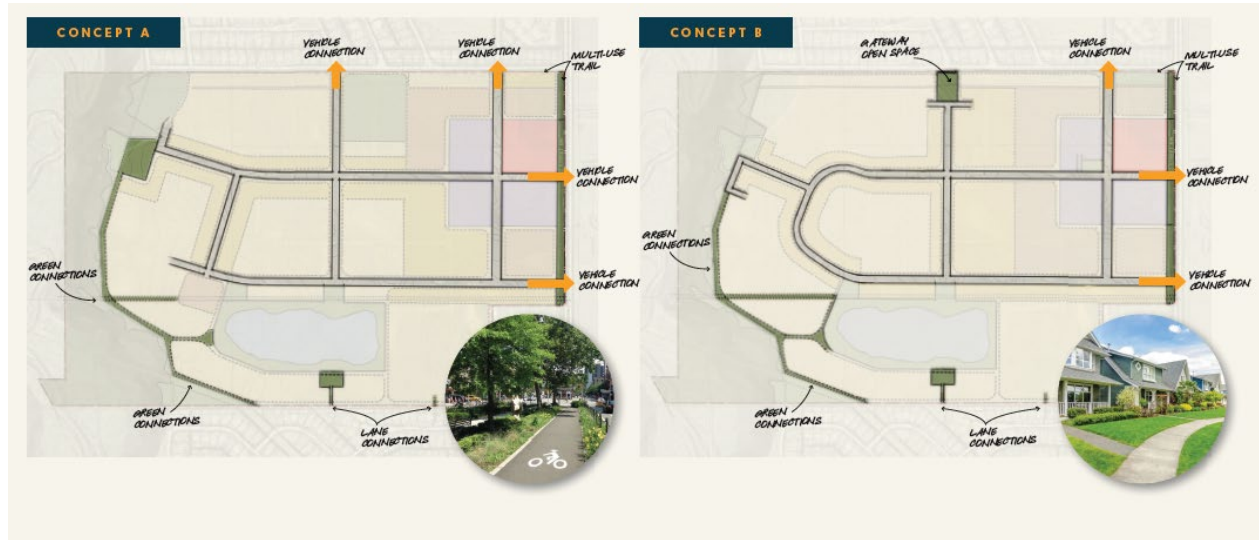 CONCEPT A
VEHICLE
CONNECTION
VEHICLE
CONNECTION
MULTI-USE
TRAIL
VEHICLE
CONNECTION
GREEN
CONNECTIONS
VEHICLE
CONNECTION
GREEN
CONNECTIONS
LANE
CONNECTIONS
CONCEPT B
GATEWAY
OPEN SPACE
VEHICLE
CONNECTION
MULTI-USE
TRAIL
VEHICLE
CONNECTION
GREEN
CONNECTIONS
VEHICLE
CONNECTION
GREEN
CONNECTIONS
LANE
CONNECTIONS